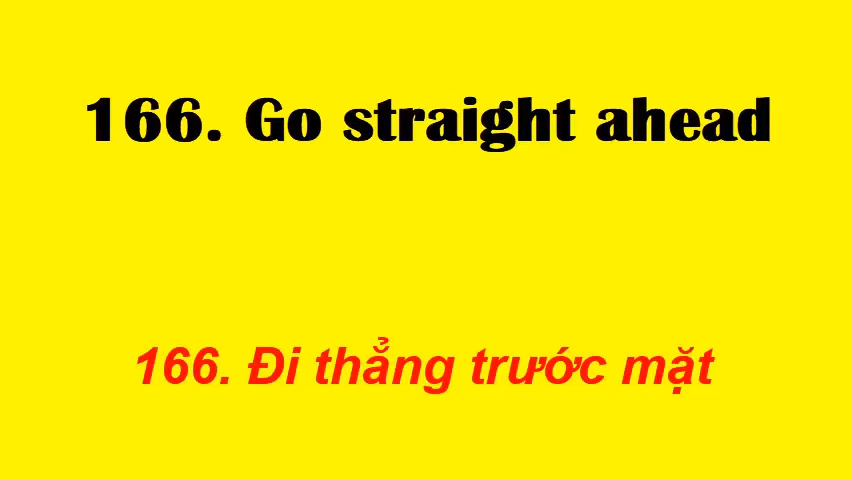 166. Go straight ahead
166. Đi thẳng trước mặt